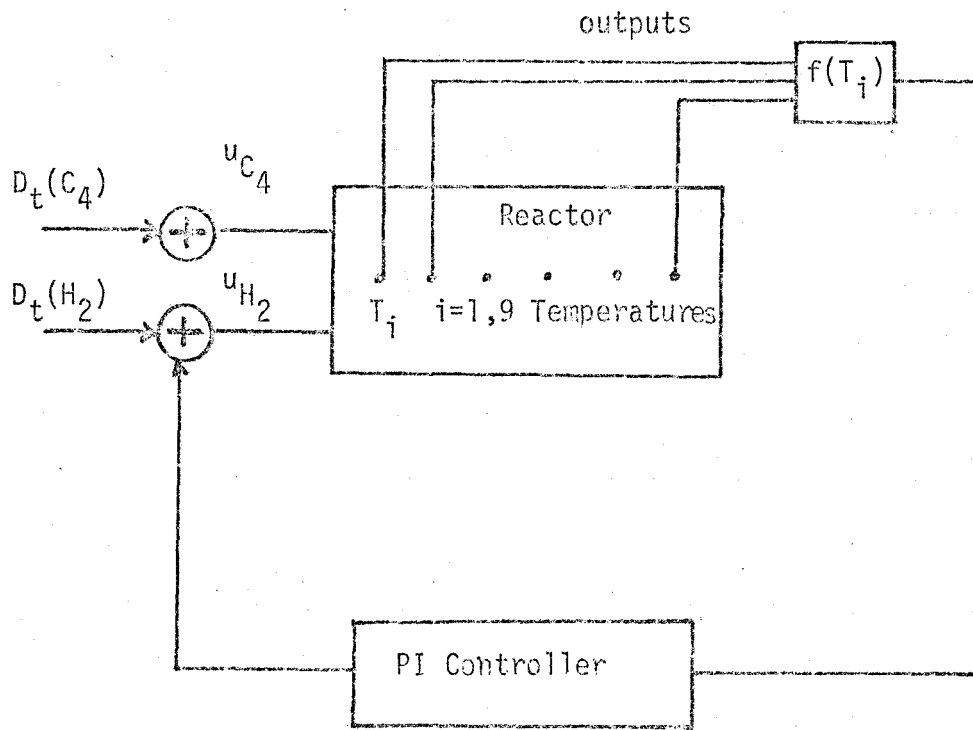 outputs
f(T_i)
u_C_4
D_t(C_4)
Reactor
u_H_2
D_t(H_2)
T_i i=1,9 Temperatures
PI Controller